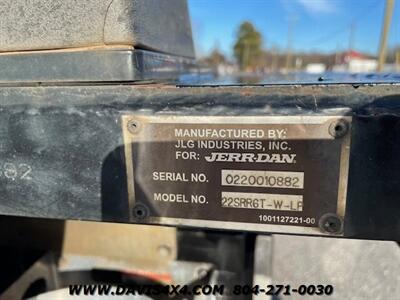 MANUFACTURED BY:
JLG INDUSTRIES, INC.
FOR: JERR-DAN.
SERIAL NO. 0220010882
882
MODEL NO. 22SRR6T-W-LP
1001127221-00
WWW.DAVIS4X4.COM - 804-271-0030